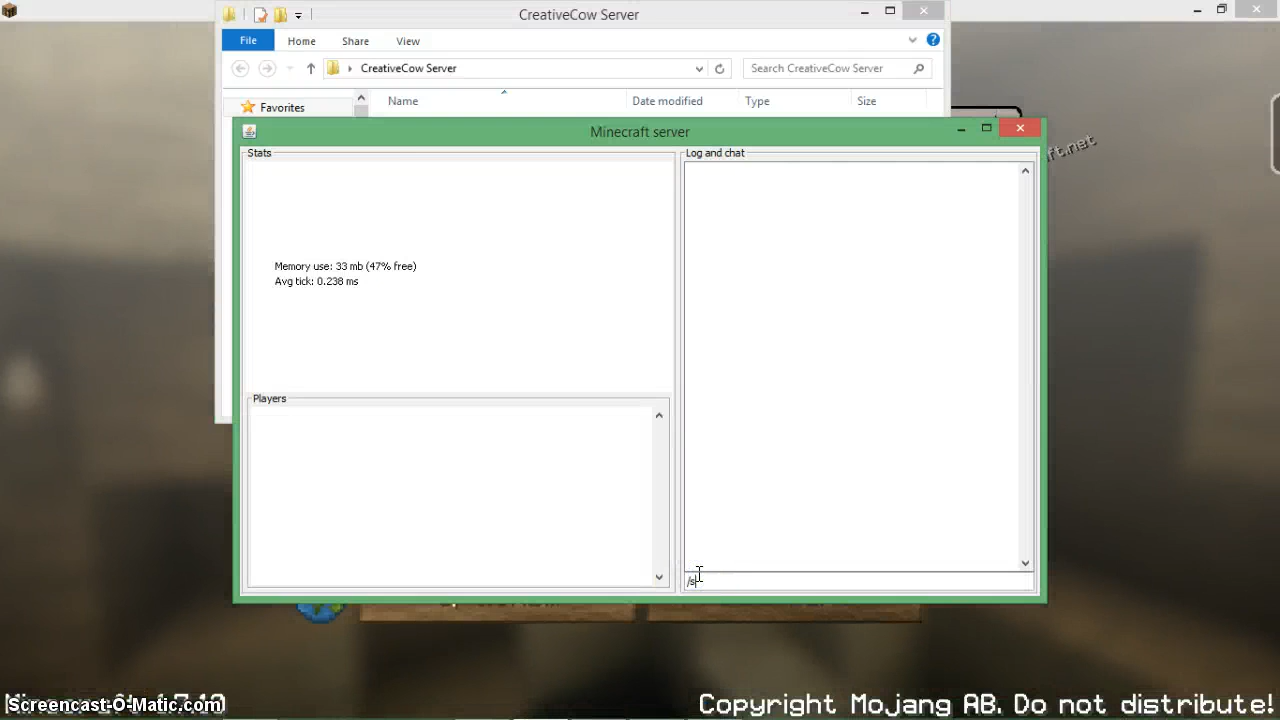 CreativeCow Server
File Home Share View
CreativeCow Server
Search CreativeCow Server
Favorites
Name Date modified Type Size
Minecraft server
Stats
Log and chat
Memory use: 33 mb (47% free)
Avg tick: 0.238 ms
Players
/s
Screencast-O-Matic.com
Copyright Mojang AB. Do not distribute!